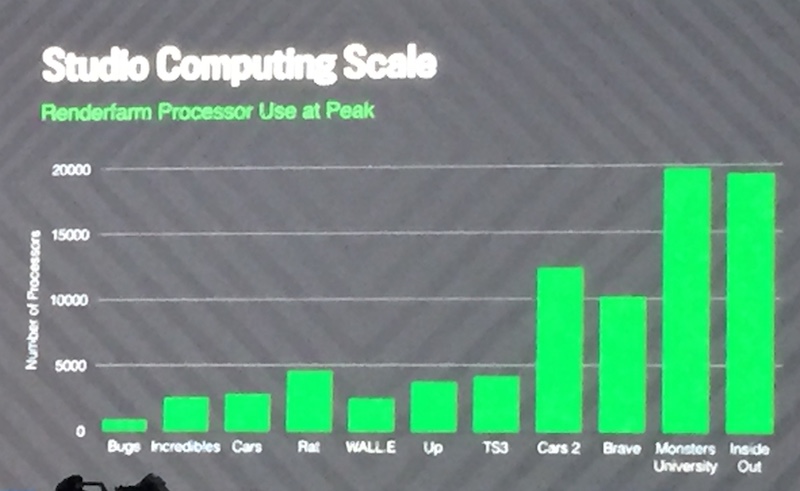 Studio Computing Scale
Renderfarm Processor Use at Peak
Number of Processors
20000
15000
10000
5000
0
Bugs Incredibles Cars Rat WALL.E Up TS3 Cars 2 Brave Monsters University Inside Out